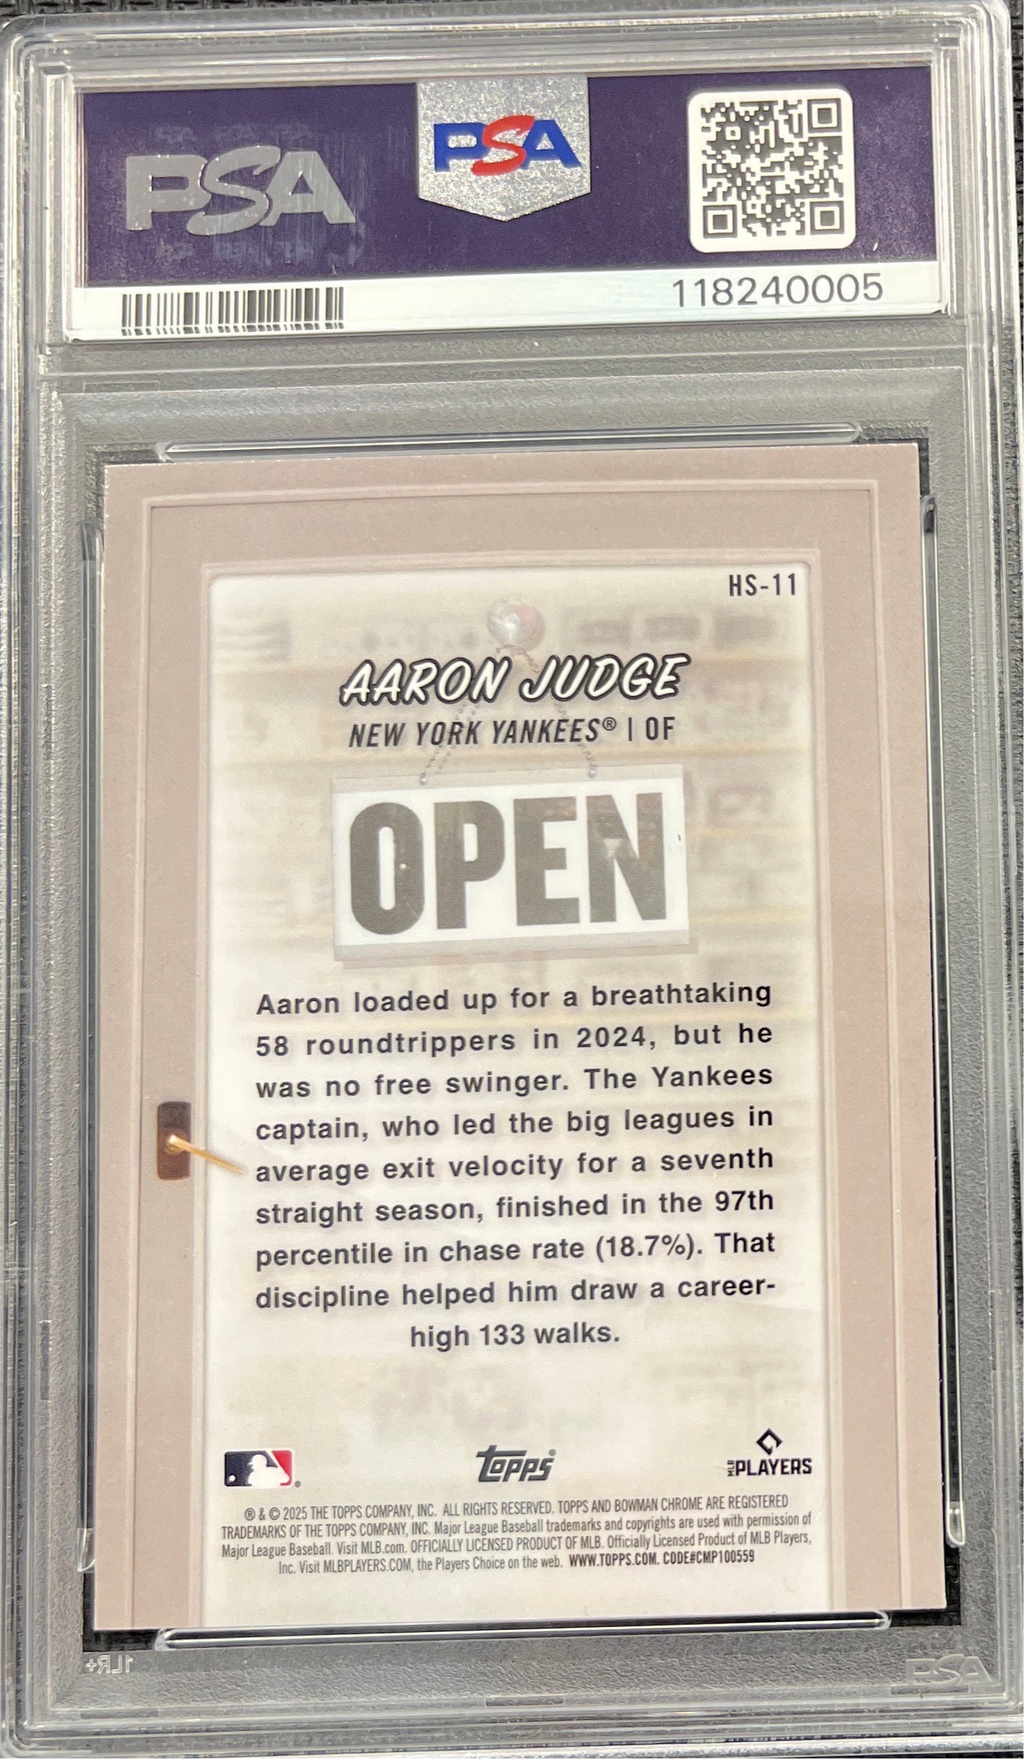 PSA
PSA
118240005
HS-11
AARON JUDGE
NEW YORK YANKEES® | OF
OPEN
Aaron loaded up for a breathtaking
58 roundtrippers in 2024, but he
was no free swinger. The Yankees
captain, who led the big leagues in
average exit velocity for a seventh
straight season, finished in the 97th
percentile in chase rate (18.7%). That
discipline helped him draw a career-
high 133 walks.
topps®
MLB PLAYERS
® & © 2025 THE TOPPS COMPANY, INC. ALL RIGHTS RESERVED. TOPPS AND BOWMAN CHROME ARE REGISTERED
TRADEMARKS OF THE TOPPS COMPANY, INC. Major League Baseball trademarks and copyrights are used with permission of
Major League Baseball. Visit MLB.com. OFFICIALLY LICENSED PRODUCT OF MLB. Officially Licensed Product of MLB Players,
Inc. Visit MLBPLAYERS.COM, the Players Choice on the web. WWW.TOPPS.COM. CODE#CMP100559
1LR+
PSA